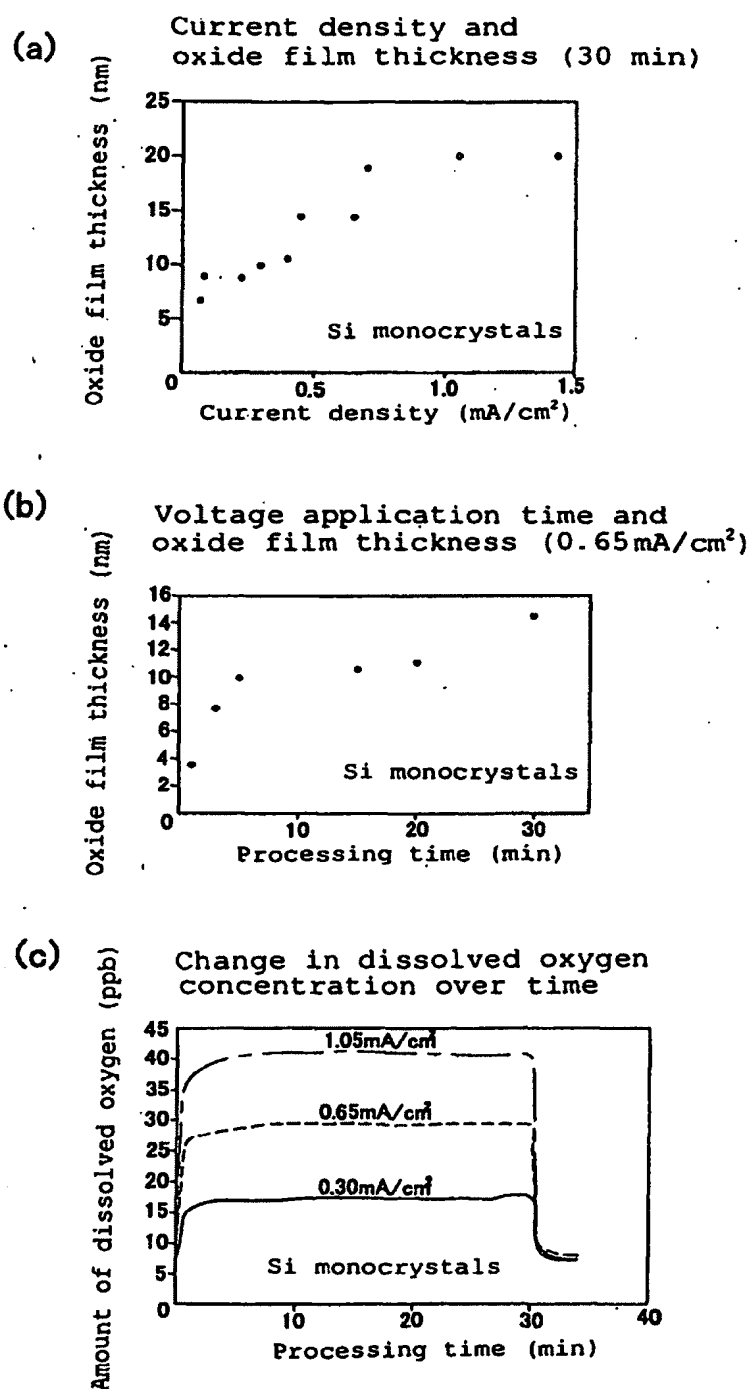 (a)
Current density and
oxide film thickness (30 min)
Oxide film thickness (nm)
25
20
15
10
5
0
Si monocrystals
0.5
1.0
1.5
Current density (mA/cm²)
(b)
Voltage application time and
oxide film thickness (0.65mA/cm²)
Oxide film thickness (nm)
16
14
12
10
8
6
4
2
0
Si monocrystals
10
20
30
Processing time (min)
(c)
Change in dissolved oxygen
concentration over time
Amount of dissolved oxygen (ppb)
45
40
35
30
25
20
15
10
5
0
1.05mA/cm²
0.65mA/cm²
0.30mA/cm²
Si monocrystals
10
20
30
40
Processing time (min)